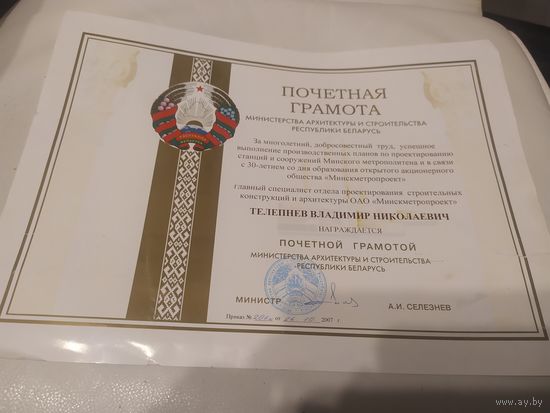 ПОЧЕТНАЯ
ГРАМОТА
МИНИСТЕРСТВА АРХИТЕКТУРЫ И СТРОИТЕЛЬСТВА
РЕСПУБЛИКИ БЕЛАРУСЬ
За многолетний, добросовестный труд, успешное
выполнение производственных планов по проектированию
станций и сооружений Минского метрополитена и в связи
с 30-летием со дня образования открытого акционерного
общества «Минскметропроект»
главный специалист отдела проектирования строительных
конструкций и архитектуры ОАО «Минскметропроект»
ТЕЛЕПНЕВ ВЛАДИМИР НИКОЛАЕВИЧ
НАГРАЖДАЕТСЯ
ПОЧЕТНОЙ ГРАМОТОЙ
МИНИСТЕРСТВА АРХИТЕКТУРЫ И СТРОИТЕЛЬСТВА
РЕСПУБЛИКИ БЕЛАРУСЬ
МИНИСТР
А.И. СЕЛЕЗНЕВ
Приказ № от 10 2007 г
www.ay.by